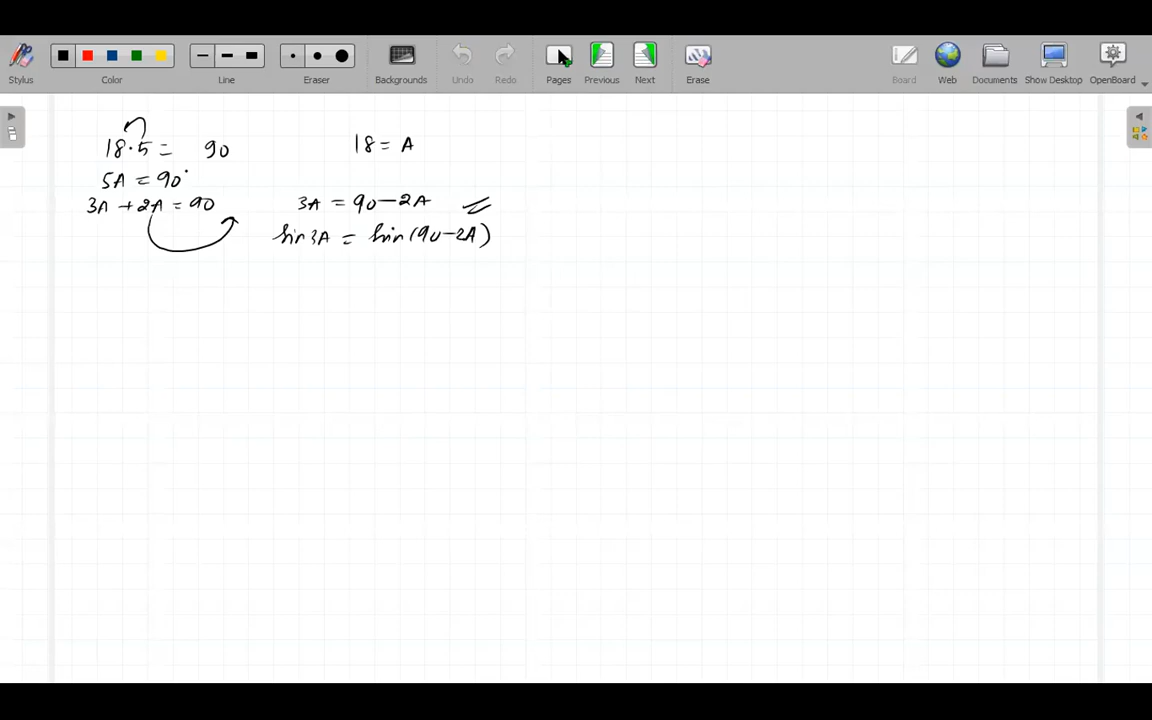 Stylus
Color
Line
Eraser
Backgrounds
Undo
Redo
Pages
Previous
Next
Erase
Board
Web
Documents
Show Desktop
OpenBoard
18·5 = 90
18 = A
5A = 90°
3A + 2A = 90
3A = 90 - 2A
sin 3A = sin(90-2A)